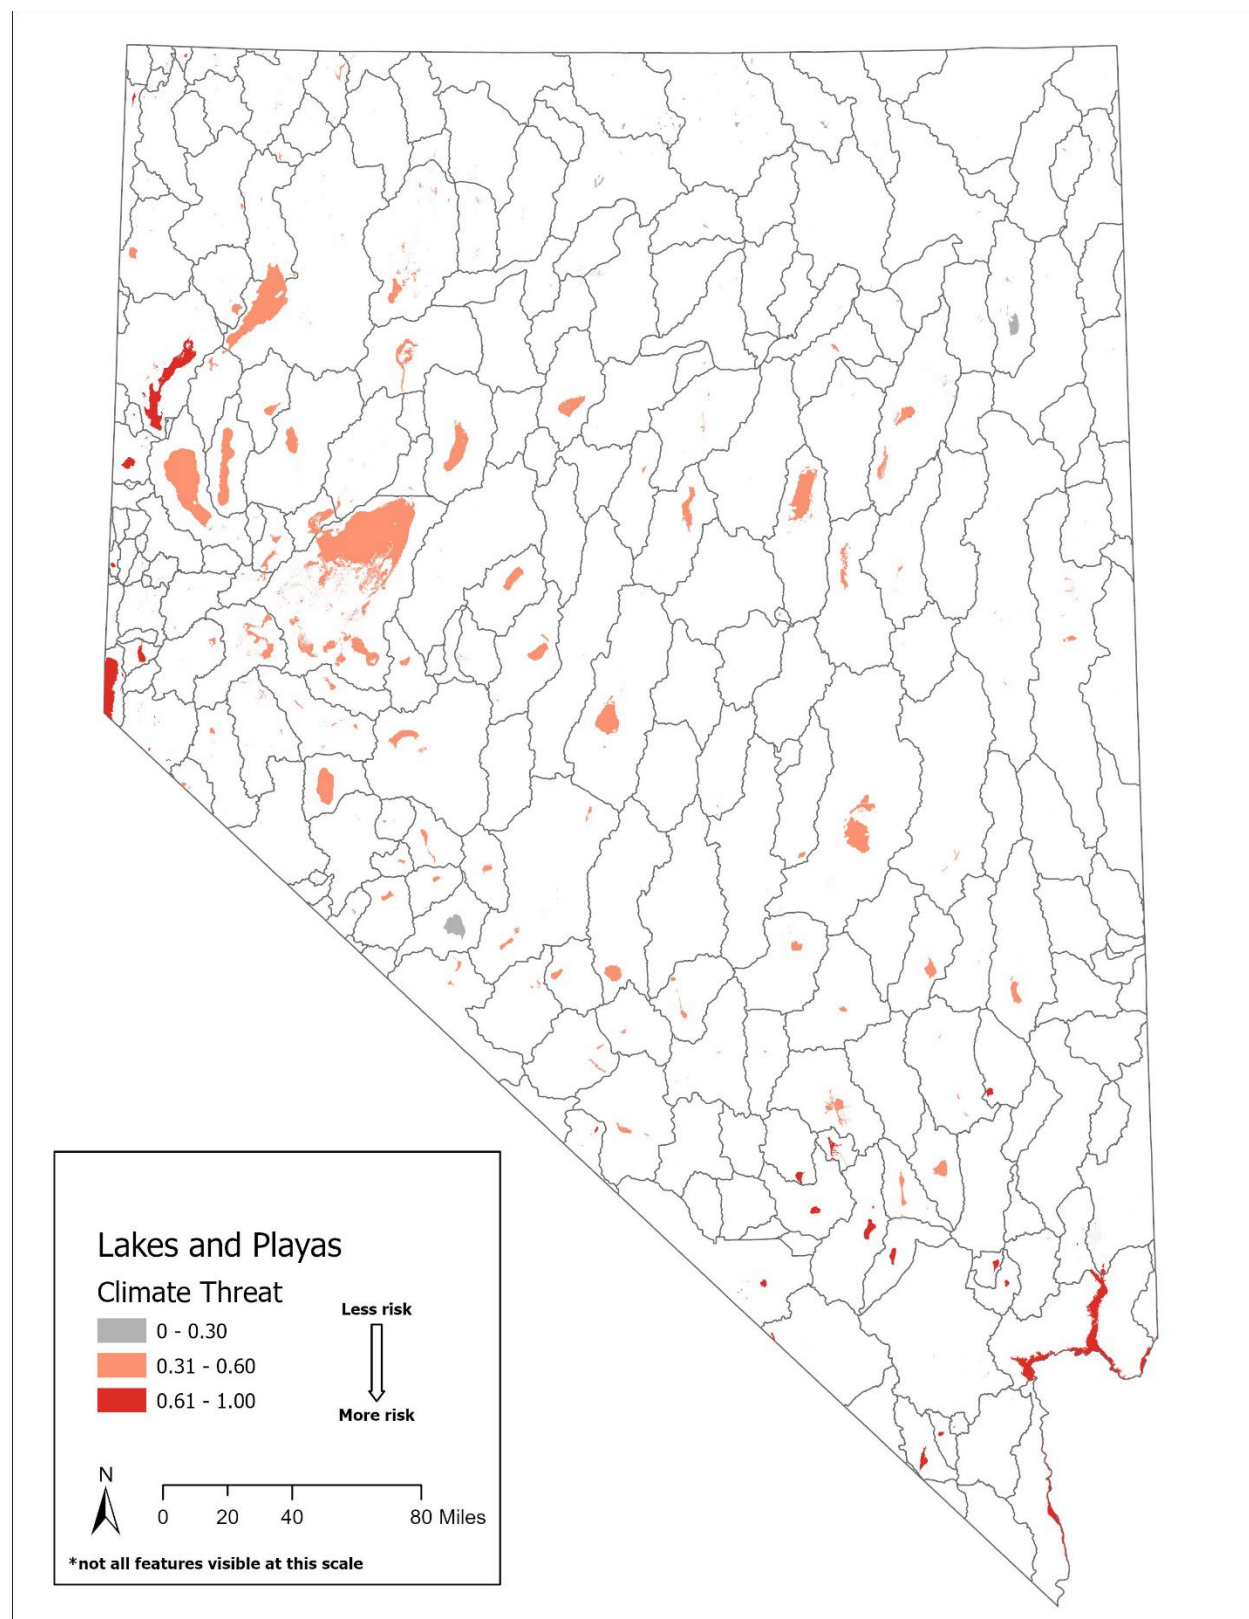 Lakes and Playas
Climate Threat
0 - 0.30
0.31 - 0.60
0.61 - 1.00
Less risk
More risk
N
0 20 40 80 Miles
*not all features visible at this scale